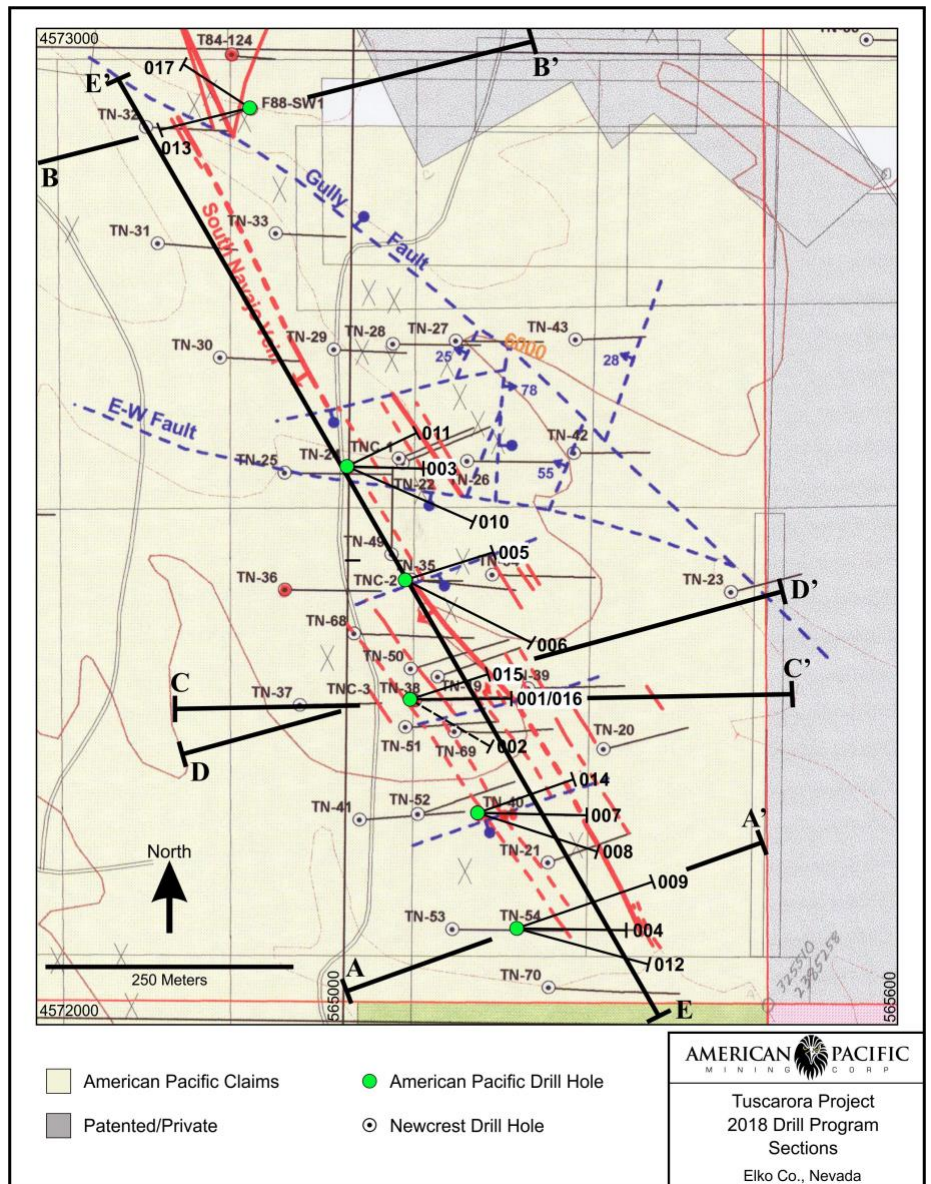 4573000
T84-124
017
B'
E'
F88-SW1
TN-32
013
B
Gully
Fault
TN-33
TN-31
South Navajo Vein
TN-30
TN-29
TN-28
TN-27
TN-43
6000
25
28
78
E-W Fault
011
TNC-1
TN-42
TN-25
TN-24
003
TN-22
TN-26
55
010
TN-49
005
TN-35
TNC-2
TN-36
TN-23
D'
TN-68
006
TN-50
015
C'
C
TN-37
TNC-3
TN-38
001/016
TN-51
TN-69
002
TN-20
D
014
TN-41
TN-52
TN-40
007
A'
TN-21
008
009
North
TN-53
TN-54
004
012
250 Meters
A
TN-70
E
325510
2385258
4572000
565000
565600
American Pacific Claims
American Pacific Drill Hole
Patented/Private
Newcrest Drill Hole
AMERICAN PACIFIC
MINING CORP
Tuscarora Project
2018 Drill Program
Sections
Elko Co., Nevada